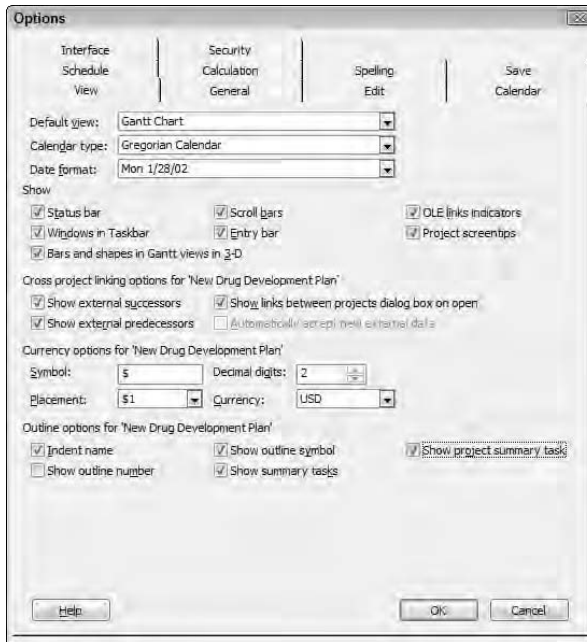 Options
Interface Security
Schedule Calculation Spelling Save
View General Edit Calendar
Default view: Gantt Chart
Calendar type: Gregorian Calendar
Date format: Mon 1/28/02
Show
Status bar Scroll bars OLE links indicators
Windows in Taskbar Entry bar Project screentips
Bars and shapes in Gantt views in 3-D
Cross project linking options for 'New Drug Development Plan'
Show external successors Show links between projects dialog box on open
Show external predecessors Automatically accept new external data
Currency options for 'New Drug Development Plan'
Symbol: $ Decimal digits: 2
Placement: $1 Currency: USD
Outline options for 'New Drug Development Plan'
Indent name Show outline symbol Show project summary task
Show outline number Show summary tasks
Help OK Cancel